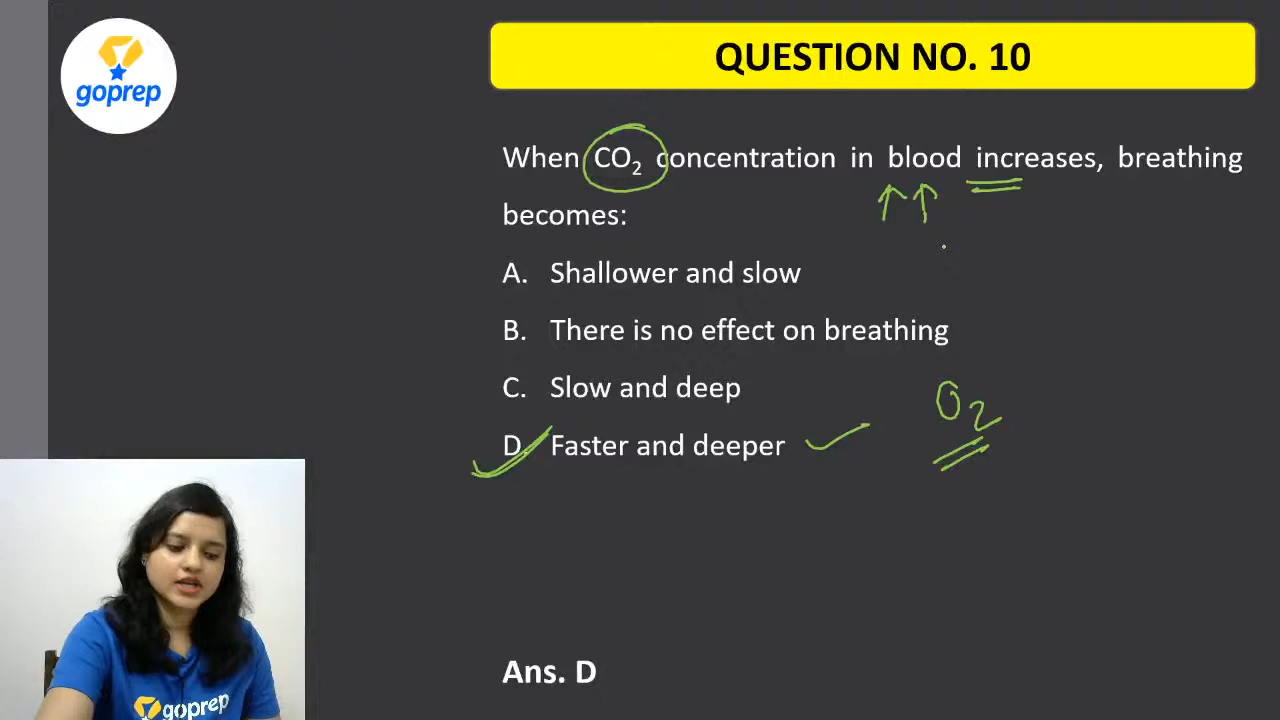 goprep
QUESTION NO. 10
When CO₂ concentration in blood increases, breathing
becomes:
A. Shallower and slow
B. There is no effect on breathing
C. Slow and deep
O₂
D. Faster and deeper
goprep
Ans. D